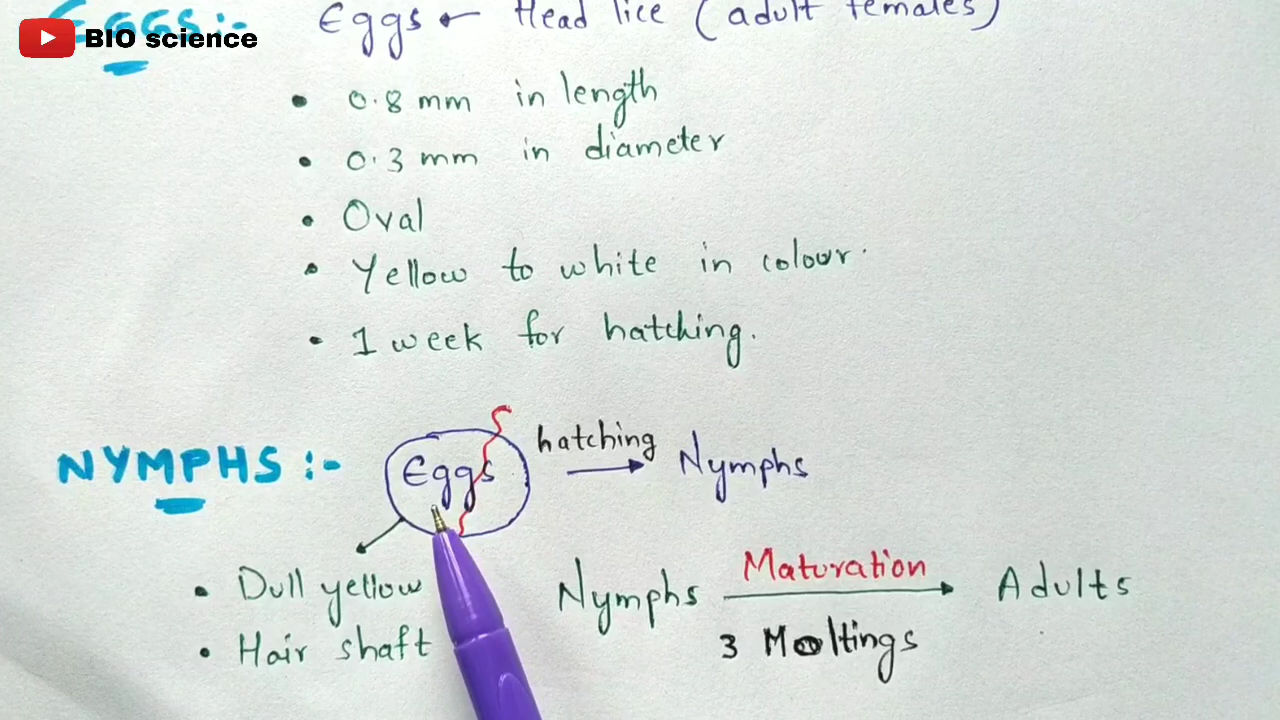 EGGS:-
BIO science
Eggs ← Head lice (adult females)
• 0.8 mm in length
• 0.3 mm in diameter
• Oval
• Yellow to white in colour.
• 1 week for hatching.
NYMPHS :- Eggs hatching → Nymphs
• Dull yellow
• Hair shaft
Nymphs Maturation → Adults
3 Moltings